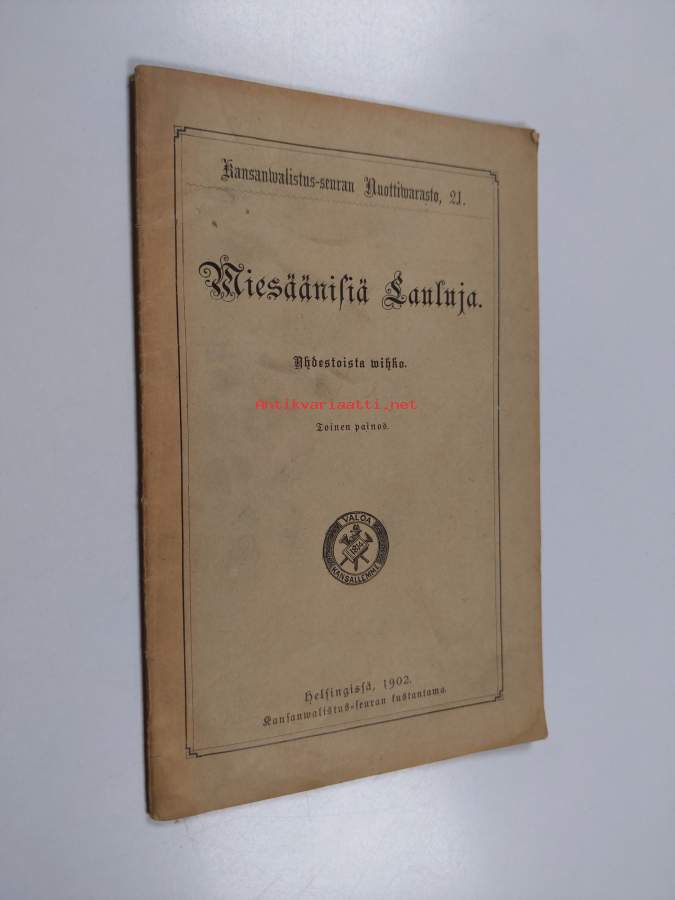 Kansanwalistus-seuran Nuottiwarasto, 21.
Miesäänisiä Lauluja.
Yhdestoista wihko.
Antikvariaatti.net
Toinen painos.
VALOA
1874
KANSALLEMME
Helsingissä, 1902.
Kansanwalistus-seuran kustantama.